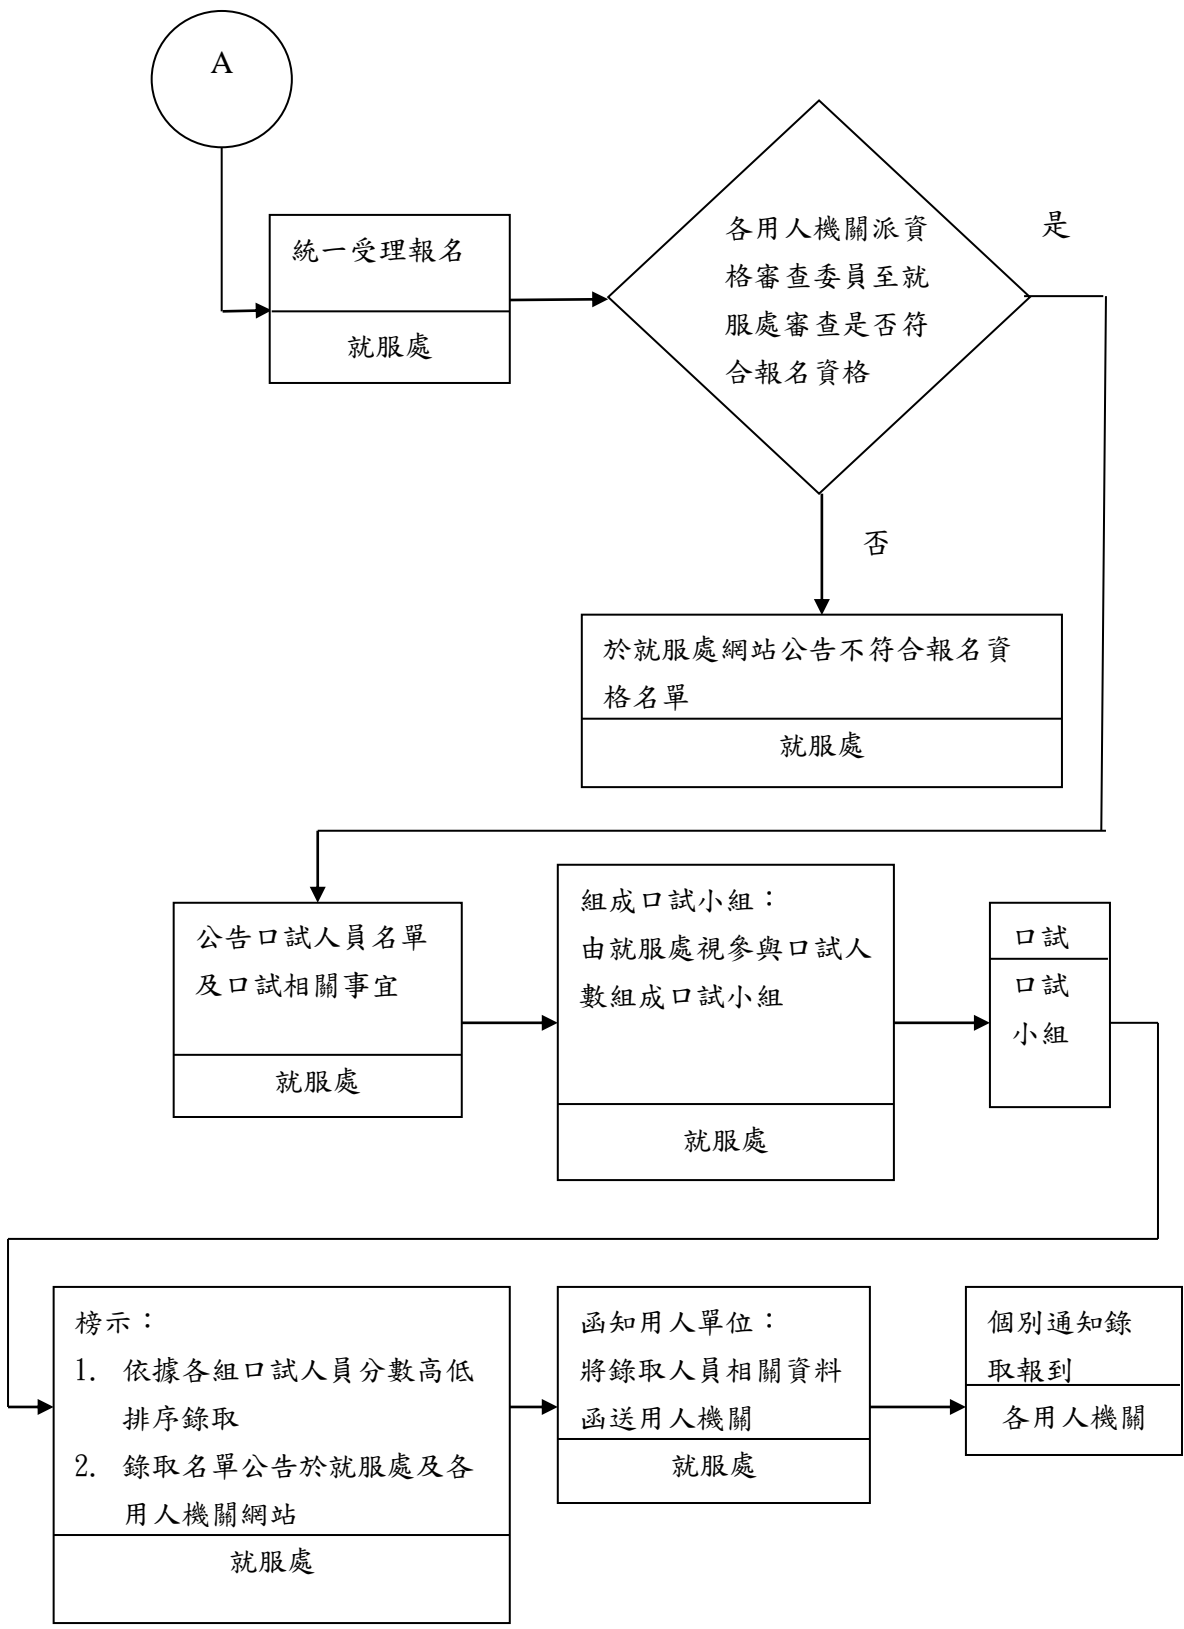 A
統一受理報名
就服處
各用人機關派資
格審查委員至就
服處審查是否符
合報名資格
是
否
於就服處網站公告不符合報名資
格名單
就服處
公告口試人員名單
及口試相關事宜
就服處
組成口試小組：
由就服處視參與口試人
數組成口試小組
就服處
口試
口試
小組
榜示：
1. 依據各組口試人員分數高低
排序錄取
2. 錄取名單公告於就服處及各
用人機關網站
就服處
函知用人單位：
將錄取人員相關資料
函送用人機關
就服處
個別通知錄
取報到
各用人機關